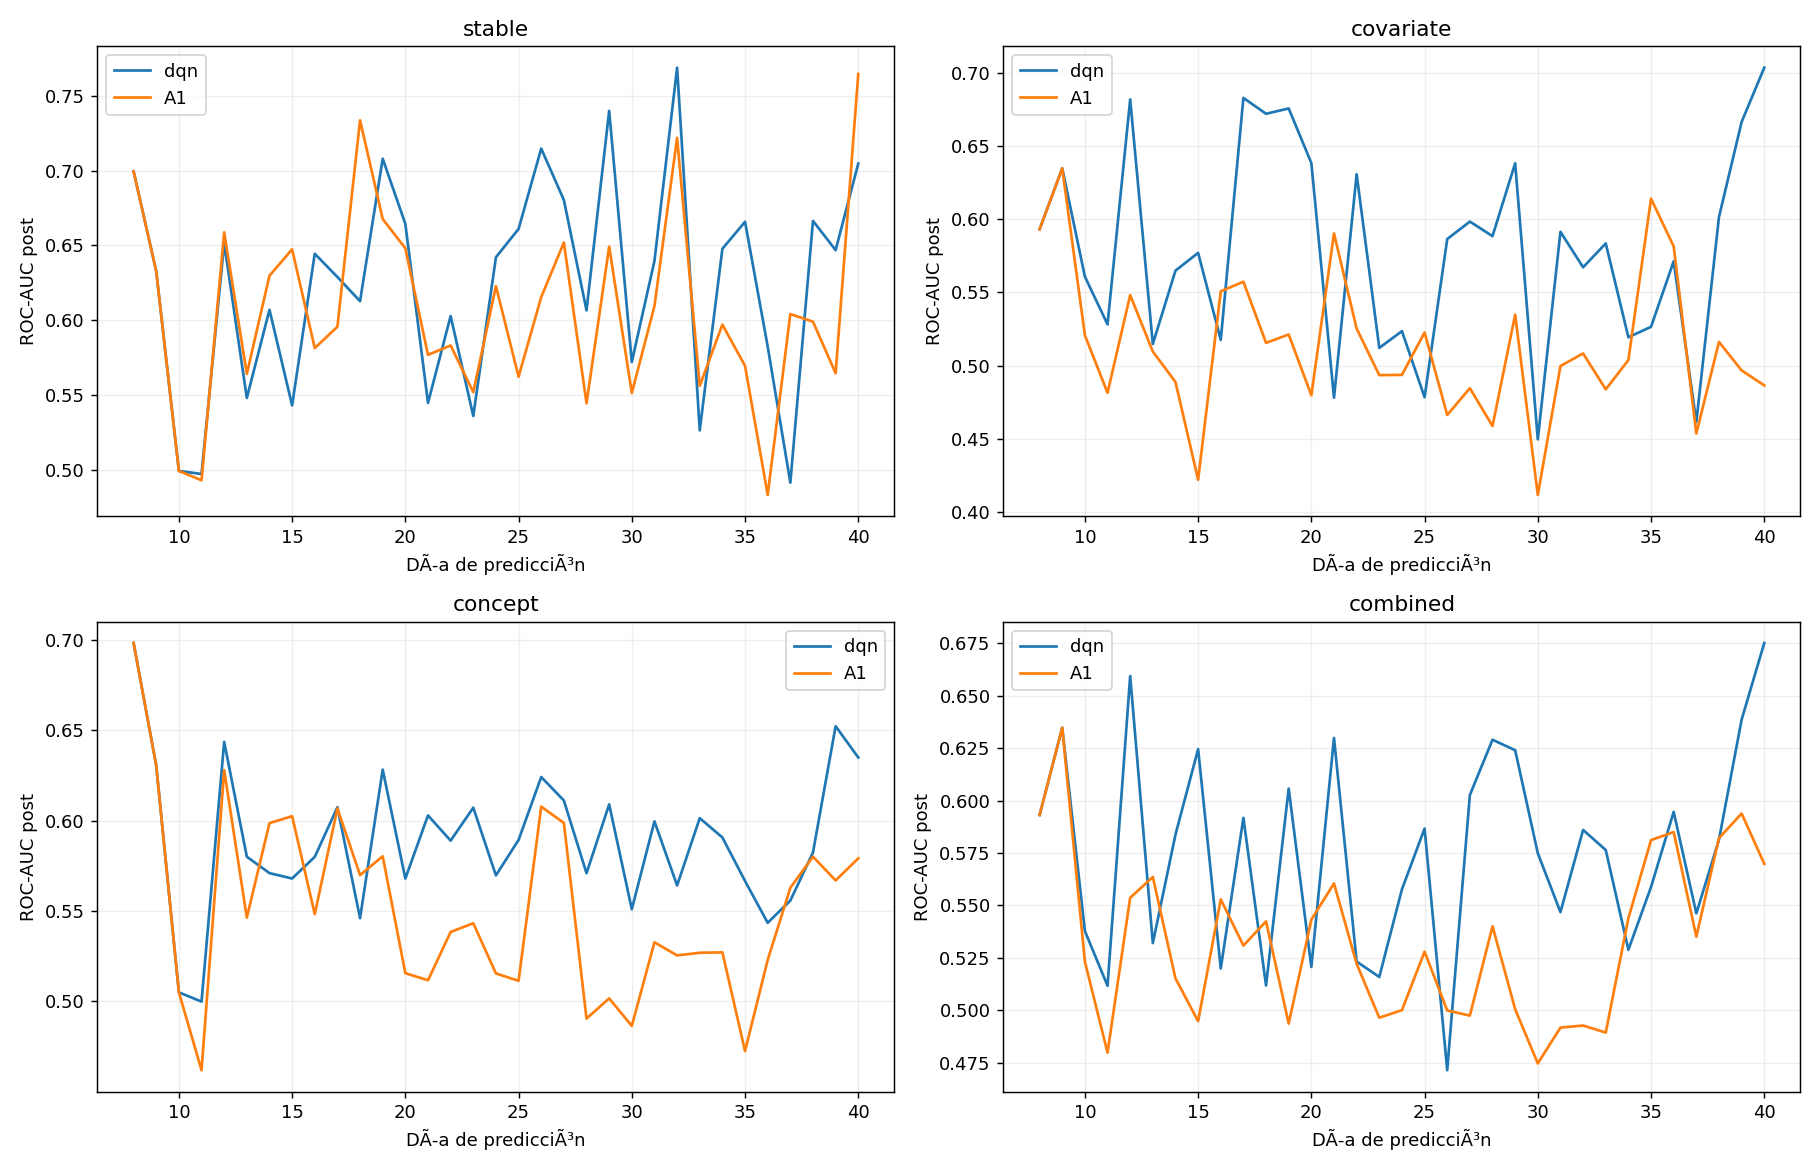 stable
dqn
A1
0.75
0.70
0.65
0.60
0.55
0.50
ROC-AUC post
10 15 20 25 30 35 40
DÃ-a de predicciÃ³n
covariate
dqn
A1
0.70
0.65
0.60
0.55
0.50
0.45
0.40
ROC-AUC post
10 15 20 25 30 35 40
DÃ-a de predicciÃ³n
concept
dqn
A1
0.70
0.65
0.60
0.55
0.50
ROC-AUC post
10 15 20 25 30 35 40
DÃ-a de predicciÃ³n
combined
dqn
A1
0.675
0.650
0.625
0.600
0.575
0.550
0.525
0.500
0.475
ROC-AUC post
10 15 20 25 30 35 40
DÃ-a de predicciÃ³n